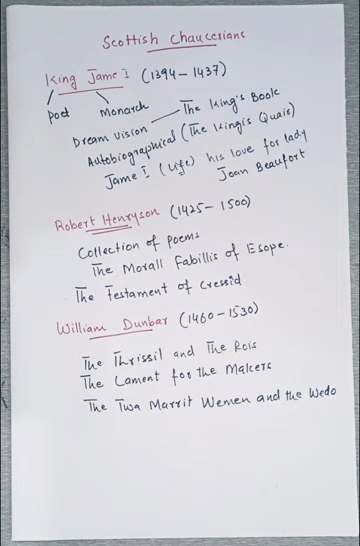 Scottish Chaucerians
King Jame I (1394-1437)
Poet Monarch
Dream Vision — The King's Book
Autobiographical (The Kingis Quair)
Jame I (Life) his love for lady
Joan Beaufort
Robert Henryson (1425-1500)
Collection of poems
The Morall Fabillis of Esope.
The Testament of Cressid
William Dunbar (1460-1530)
The Thrissil and The Rois
The Lament for the Makers
The Twa Marrit Wemen and the Wedo